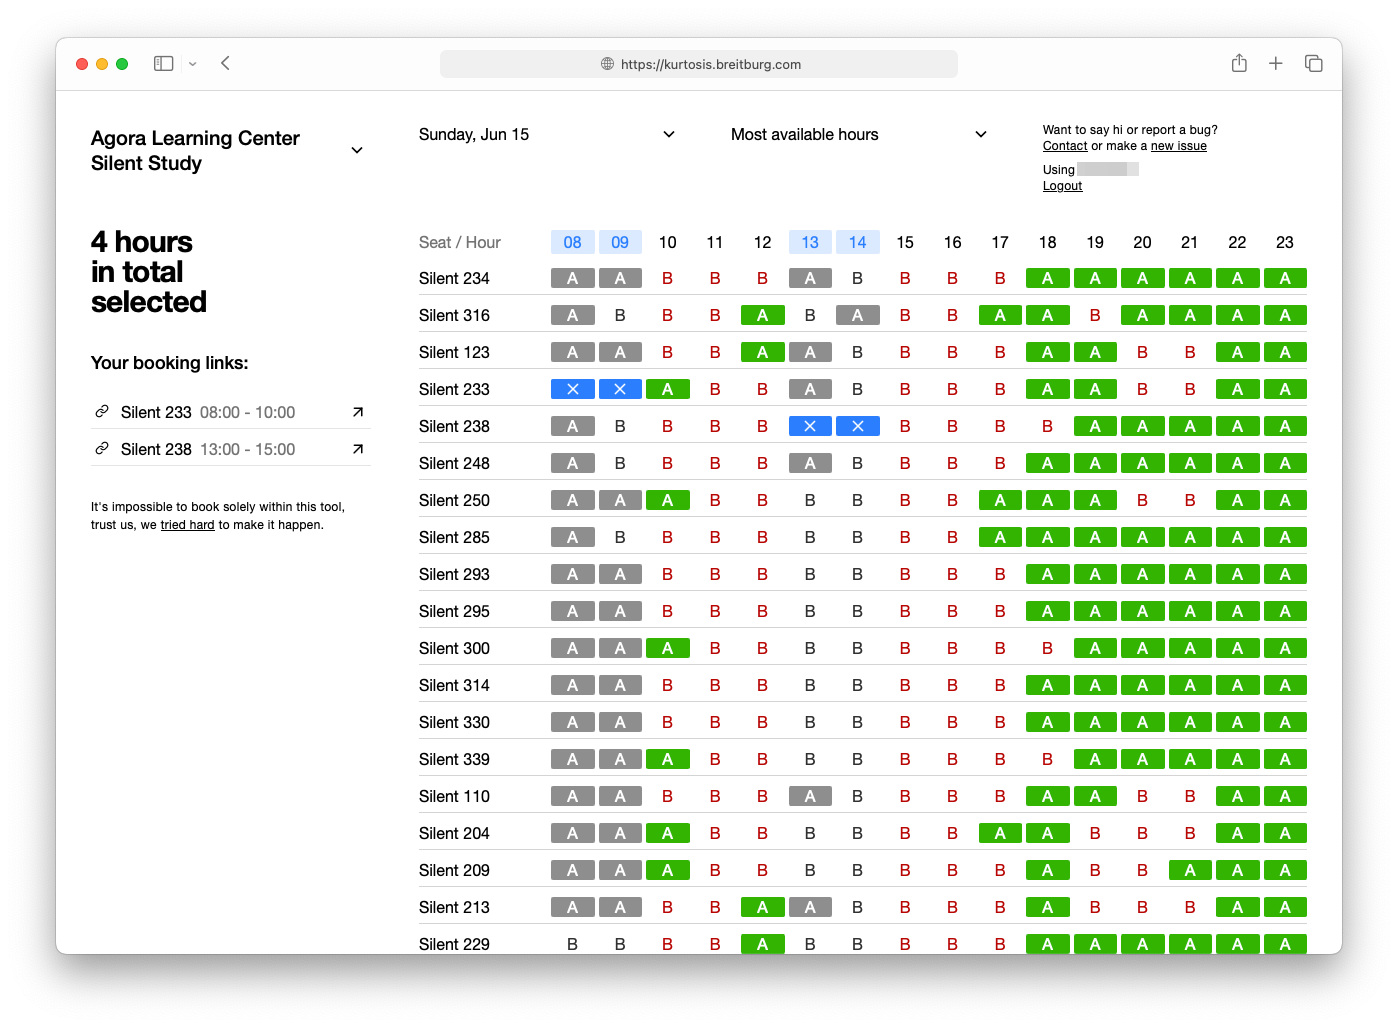 https://kurtosis.breitburg.com
Agora Learning Center
Silent Study
Sunday, Jun 15
Most available hours
Want to say hi or report a bug?
Contact or make a new issue
Using
Logout
4 hours
in total
selected
Your booking links:
Silent 233 08:00 - 10:00
Silent 238 13:00 - 15:00
It's impossible to book solely within this tool,
trust us, we tried hard to make it happen.
Seat / Hour 08 09 10 11 12 13 14 15 16 17 18 19 20 21 22 23
Silent 234 A A B B B A B B B B A A A A A A
Silent 316 A B B B A B A B B A A B A A A A
Silent 123 A A B B A A B B B B A A B B A A
Silent 233 × × A B B A B B B B A A B B A A
Silent 238 A B B B B × × B B B B A A A A A
Silent 248 A B B B B A B B B B A A A A A A
Silent 250 A A A B B B B B B A A A B B A A
Silent 285 A B B B B B B B B A A A A A A A
Silent 293 A A B B B B B B B B A A A A A A
Silent 295 A A B B B B B B B B A A A A A A
Silent 300 A A A B B B B B B B B A A A A A
Silent 314 A A B B B B B B B B A A A A A A
Silent 330 A A B B B B B B B B A A A A A A
Silent 339 A A A B B B B B B B B A A A A A
Silent 110 A A B B B A B B B B A A B B A A
Silent 204 A A A B B B B B B A A B B B A A
Silent 209 A A A B B B B B B B A B B A A A
Silent 213 A A B B A A B B B B A B B B A A
Silent 229 B B B B A B B B B B A A A A A A